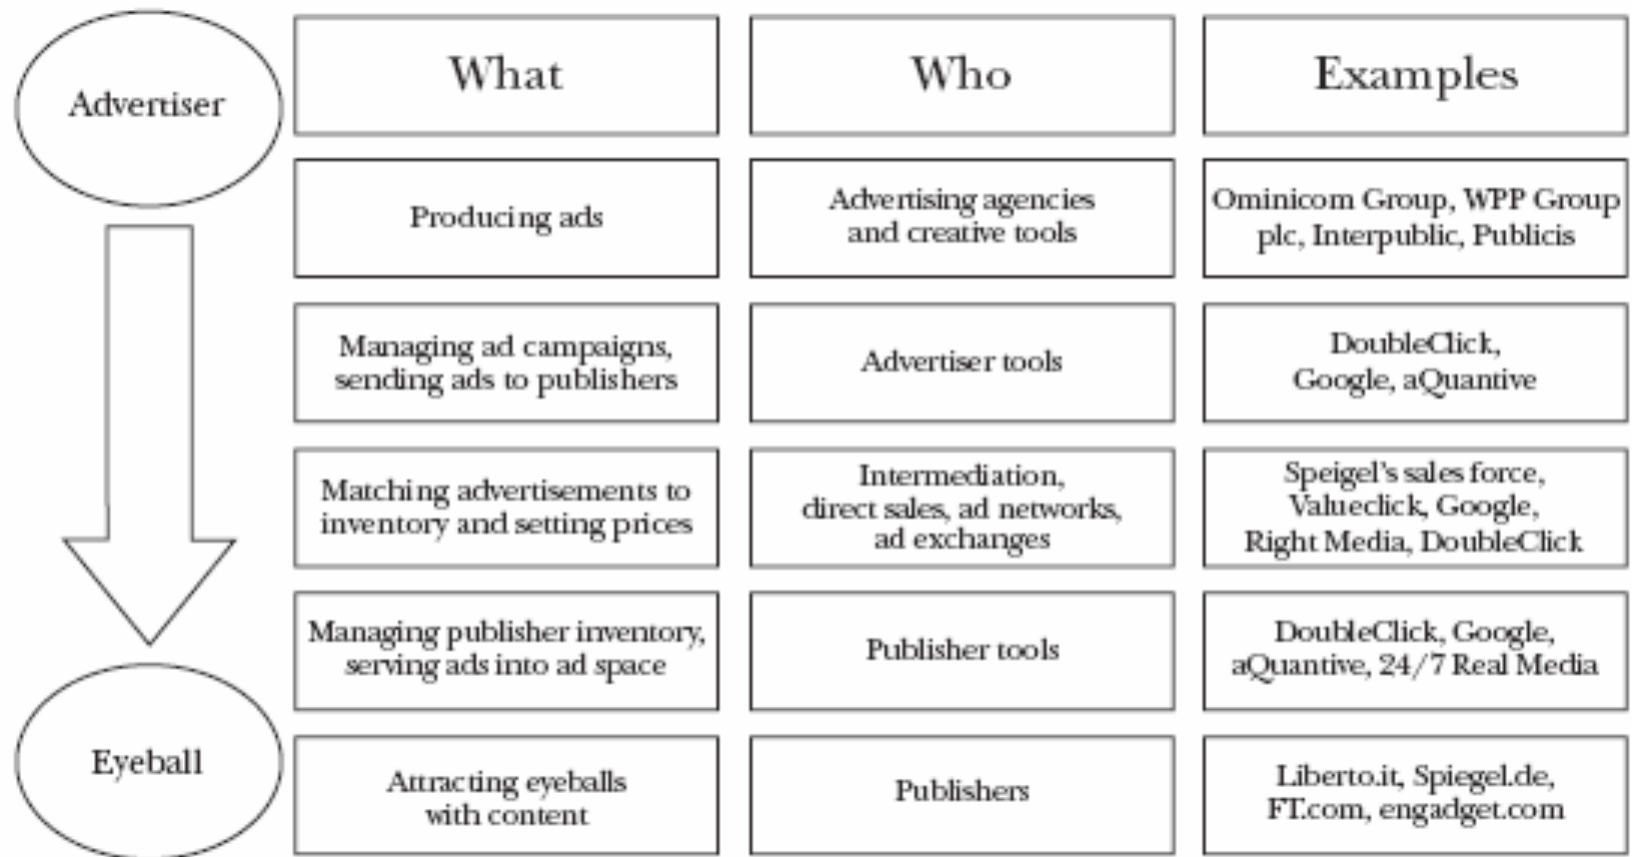 Advertiser
What
Who
Examples
Producing ads
Advertising agencies
and creative tools
Ominicom Group, WPP Group
plc, Interpublic, Publicis
Managing ad campaigns,
sending ads to publishers
Advertiser tools
DoubleClick,
Google, aQuantive
Matching advertisements to
inventory and setting prices
Intermediation,
direct sales, ad networks,
ad exchanges
Speigel's sales force,
Valueclick, Google,
Right Media, DoubleClick
Managing publisher inventory,
serving ads into ad space
Publisher tools
DoubleClick, Google,
aQuantive, 24/7 Real Media
Eyeball
Attracting eyeballs
with content
Publishers
Liberto.it, Spiegel.de,
FT.com, engadget.com